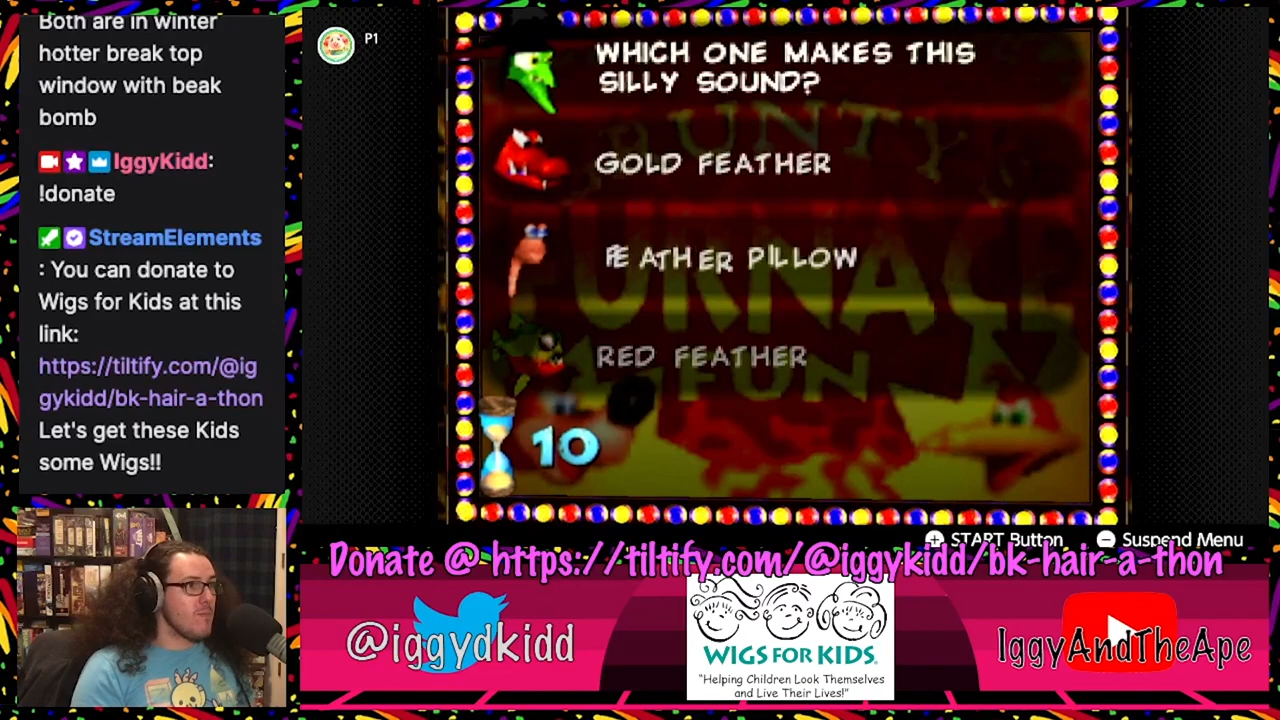 Both are in winter
hotter break top
window with beak
bomb
IggyKidd:
!donate
StreamElements
: You can donate to
Wigs for Kids at this
link:
https://tiltify.com/@ig
gykidd/bk-hair-a-thon
Let's get these Kids
some Wigs!!
P1
WHICH ONE MAKES THIS
SILLY SOUND?
GOLD FEATHER
FEATHER PILLOW
RED FEATHER
BUNTY'S
FURNACE
FUN
10
START Button
Suspend Menu
Donate @ https://tiltify.com/@iggykidd/bk-hair-a-thon
@iggydkidd
WIGS FOR KIDS.
"Helping Children Look Themselves
and Live Their Lives!"
IggyAndTheApe